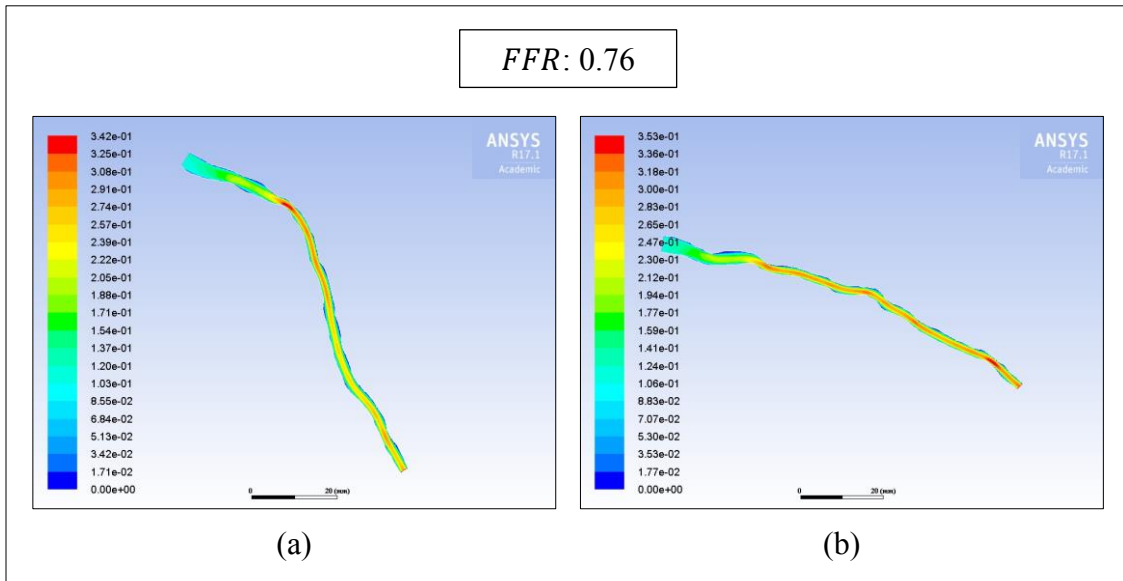 FFR: 0.76
ANSYS
R17.1
Academic
3.42e-01
3.25e-01
3.08e-01
2.91e-01
2.74e-01
2.57e-01
2.39e-01
2.22e-01
2.05e-01
1.88e-01
1.71e-01
1.54e-01
1.37e-01
1.20e-01
1.03e-01
8.55e-02
6.84e-02
5.13e-02
3.42e-02
1.71e-02
0.00e+00
0 20 (mm)
(a)
ANSYS
R17.1
Academic
3.53e-01
3.36e-01
3.18e-01
3.00e-01
2.83e-01
2.65e-01
2.47e-01
2.30e-01
2.12e-01
1.94e-01
1.77e-01
1.59e-01
1.41e-01
1.24e-01
1.06e-01
8.83e-02
7.07e-02
5.30e-02
3.53e-02
1.77e-02
0.00e+00
0 20 (mm)
(b)